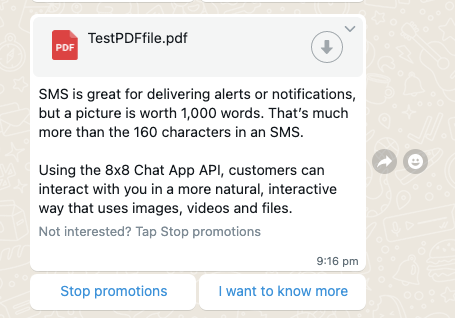 PDF
TestPDFfile.pdf
SMS is great for delivering alerts or notifications,
but a picture is worth 1,000 words. That’s much
more than the 160 characters in an SMS.
Using the 8x8 Chat App API, customers can
interact with you in a more natural, interactive
way that uses images, videos and files.
Not interested? Tap Stop promotions
9:16 pm
Stop promotions
I want to know more